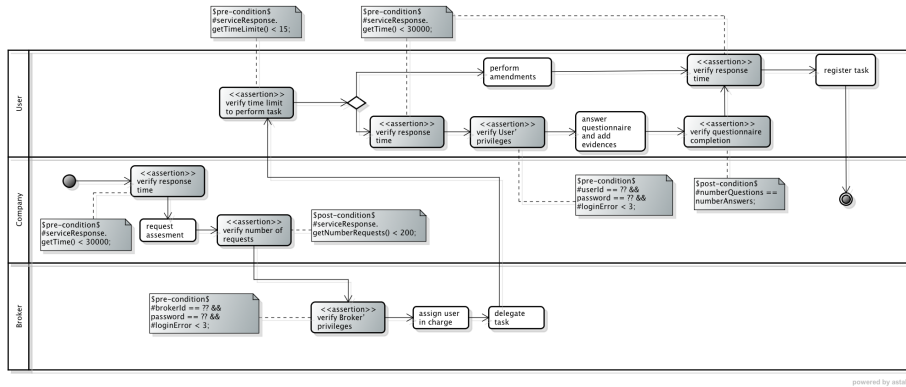 $pre-condition$
#serviceResponse.
getTimeLimite() < 15;
$pre-condition$
#serviceResponse.
getTime() < 30000;
User
<<assertion>>
verify time limit
to perform task
perform
amendments
<<assertion>>
verify response
time
register task
<<assertion>>
verify response
time
<<assertion>>
verify User'
privileges
answer
questionnaire
and add
evidences
<<assertion>>
verify questionnaire
completion
Company
<<assertion>>
verify response
time
$pre-condition$
#serviceResponse.
getTime() < 30000;
request
assesment
<<assertion>>
verify number of
requests
$post-condition$
#serviceResponse.
getNumberRequests() < 200;
$pre-condition$
#userId == ?? &&
password == ?? &&
#loginError < 3;
$post-condition$
#numberQuestions ==
numberAnswers;
Broker
$pre-condition$
#brokerId == ?? &&
password == ?? &&
#loginError < 3;
<<assertion>>
verify Broker'
privileges
assign user
in charge
delegate
task
powered by